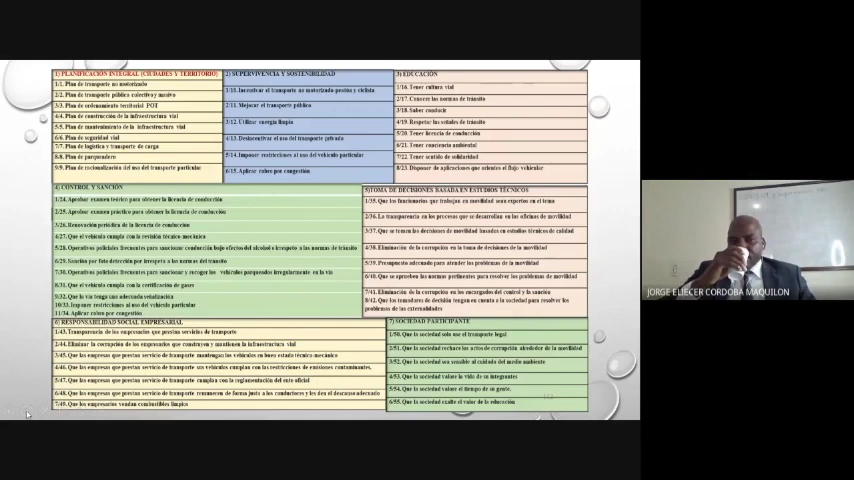 1) PLANIFICACIÓN INTEGRAL (CIUDADES Y TERRITORIO)
1/1. Plan de transporte no motorizado
2/2. Plan de transporte público colectivo y masivo
3/3. Plan de ordenamiento territorial POT
4/4. Plan de construcción de la infraestructura vial
5/5. Plan de mantenimiento de la infraestructura vial
6/6. Plan de seguridad vial
7/7. Plan de logística y transporte de carga
8/8. Plan de parqueadero
9/9. Plan de racionalización del uso del transporte particular
2) SUPERVIVENCIA Y SOSTENIBILIDAD
1/10. Incentivar el transporte no motorizado-peatón y ciclista
2/11. Mejorar el transporte público
3/12. Utilizar energía limpia
4/13. Desincentivar el uso del transporte privado
5/14. Imponer restricciones al uso del vehículo particular
6/15. Aplicar cobro por congestión
3) EDUCACIÓN
1/16. Tener cultura vial
2/17. Conocer las normas de tránsito
3/18. Saber conducir
4/19. Respetar las señales de tránsito
5/20. Tener licencia de conducción
6/21. Tener conciencia ambiental
7/22. Tener sentido de solidaridad
8/23. Disponer de aplicaciones que orienten el flujo vehicular
4) CONTROL Y SANCIÓN
1/24. Aprobar examen teórico para obtener la licencia de conducción
2/25. Aprobar examen práctico para obtener la licencia de conducción
3/26. Renovación periódica de la licencia de conducción
4/27. Que el vehículo cumpla con la revisión técnico-mecánica
5/28. Operativos policiales frecuentes para sancionar conducción bajo efectos del alcohol e irrespeto a las normas de tránsito
6/29. Sanción por foto detección por irrespeto a las normas del tránsito
7/30. Operativos policiales frecuentes para sancionar y recoger los vehículos parqueados irregularmente en la vía
8/31. Que el vehículo cumpla con la certificación de gases
9/32. Que la vía tenga una adecuada señalización
10/33. Imponer restricciones al uso del vehículo particular
11/34. Aplicar cobro por congestión
5)TOMA DE DECISIONES BASADA EN ESTUDIOS TÉCNICOS
1/35. Que los funcionarios que trabajan en movilidad sean expertos en el tema
2/36. La transparencia en los procesos que se desarrollan en las oficinas de movilidad
3/37. Que se tomen las decisiones de movilidad basadas en estudios técnicos de calidad
4/38. Eliminación de la corrupción en la toma de decisiones de la movilidad
5/39. Presupuesto adecuado para atender los problemas de la movilidad
6/40. Que se aprueben las normas pertinentes para resolver los problemas de movilidad
7/41. Eliminación de la corrupción en los encargados del control y la sanción
8/42. Que los tomadores de decisión tengan en cuenta a la sociedad para resolver los
problemas de las externalidades
6) RESPONSABILIDAD SOCIAL EMPRESARIAL
1/43. Transparencia de los empresarios que prestan servicios de transporte
2/44. Eliminar la corrupción de los empresarios que construyen y mantienen la infraestructura vial
3/45. Que las empresas que prestan servicio de transporte mantengan los vehículos en buen estado técnico-mecánico
4/46. Que las empresas que prestan servicio de transporte sus vehículos cumplan con las restricciones de emisiones contaminantes.
5/47. Que las empresas que prestan servicio de transporte cumplan con la reglamentación del ente oficial
6/48. Que las empresas que prestan servicio de transporte remuneren de forma justa a los conductores y les den el descanso adecuado
7/49. Que los empresarios vendan combustibles limpios
7) SOCIEDAD PARTICIPANTE
1/50. Que la sociedad solo use el transporte legal
2/51. Que la sociedad rechace los actos de corrupción alrededor de la movilidad
3/52. Que la sociedad sea sensible al cuidado del medio ambiente
4/53. Que la sociedad valore la vida de su integrantes
5/54. Que la sociedad valore el tiempo de su gente.
6/55. Que la sociedad exalte el valor de la educación
JORGE ELIECER CORDOBA MAQUILON